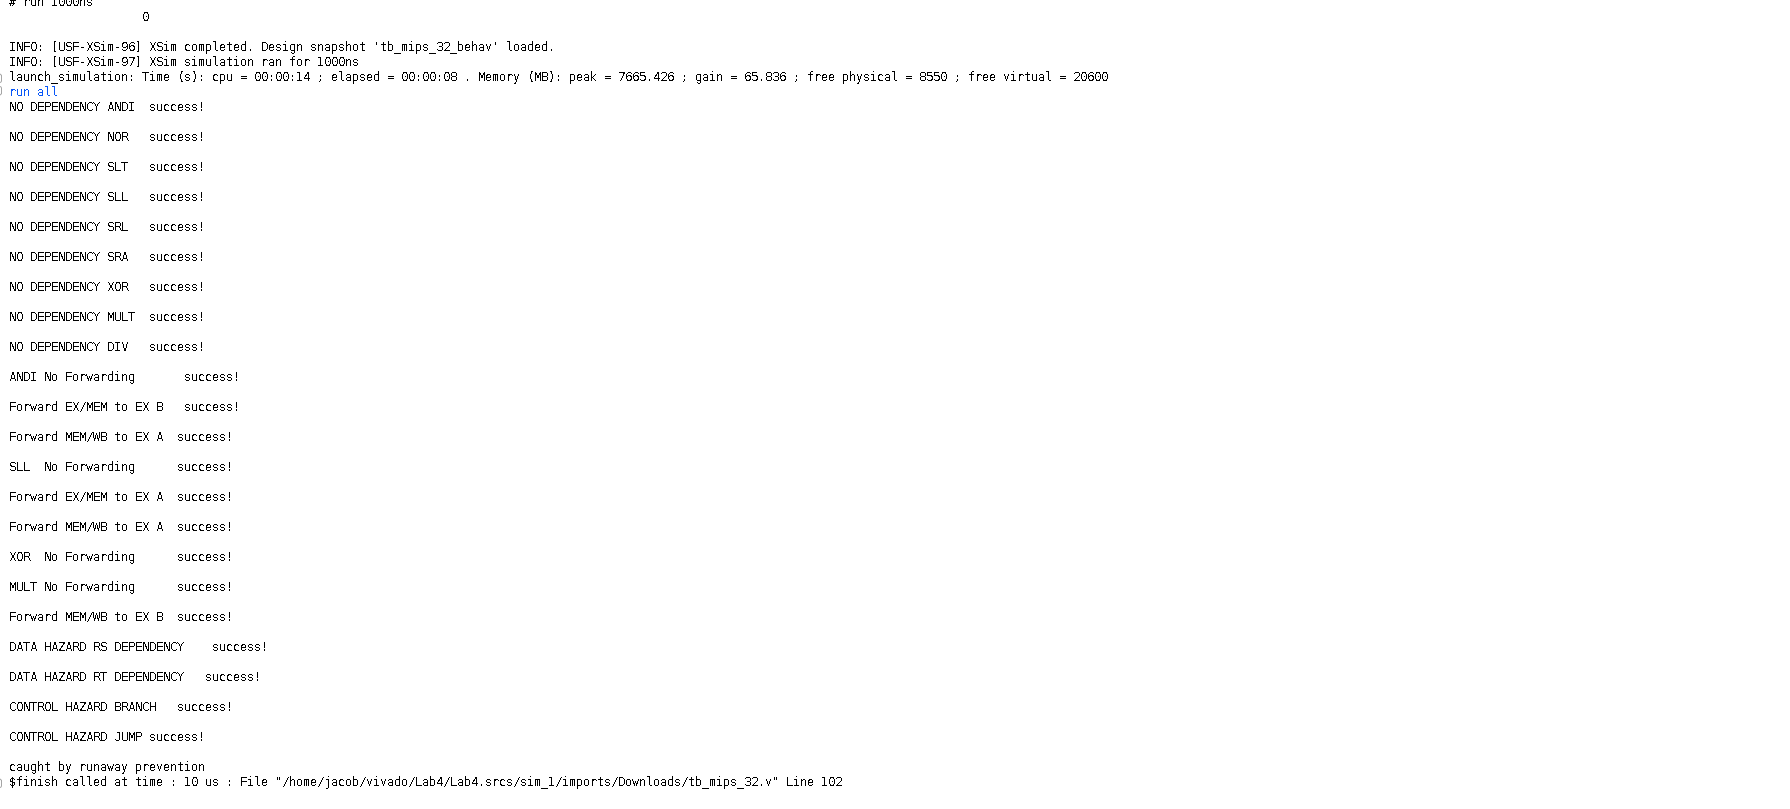 # run 1000ns
0
INFO: [USF-XSim-96] XSim completed. Design snapshot 'tb_mips_32_behav' loaded.
INFO: [USF-XSim-97] XSim simulation ran for 1000ns
launch_simulation: Time (s): cpu = 00:00:14 ; elapsed = 00:00:08 . Memory (MB): peak = 7665.426 ; gain = 65.836 ; free physical = 8550 ; free virtual = 20600
run all
NO DEPENDENCY ANDI  success!
NO DEPENDENCY NOR   success!
NO DEPENDENCY SLT   success!
NO DEPENDENCY SLL   success!
NO DEPENDENCY SRL   success!
NO DEPENDENCY SRA   success!
NO DEPENDENCY XOR   success!
NO DEPENDENCY MULT  success!
NO DEPENDENCY DIV   success!
ANDI No Forwarding       success!
Forward EX/MEM to EX B   success!
Forward MEM/WB to EX A  success!
SLL  No Forwarding      success!
Forward EX/MEM to EX A  success!
Forward MEM/WB to EX A  success!
XOR  No Forwarding      success!
MULT No Forwarding      success!
Forward MEM/WB to EX B  success!
DATA HAZARD RS DEPENDENCY    success!
DATA HAZARD RT DEPENDENCY   success!
CONTROL HAZARD BRANCH   success!
CONTROL HAZARD JUMP success!
caught by runaway prevention
$finish called at time : 10 us : File "/home/jacob/vivado/Lab4/Lab4.srcs/sim_1/imports/Downloads/tb_mips_32.v" Line 102